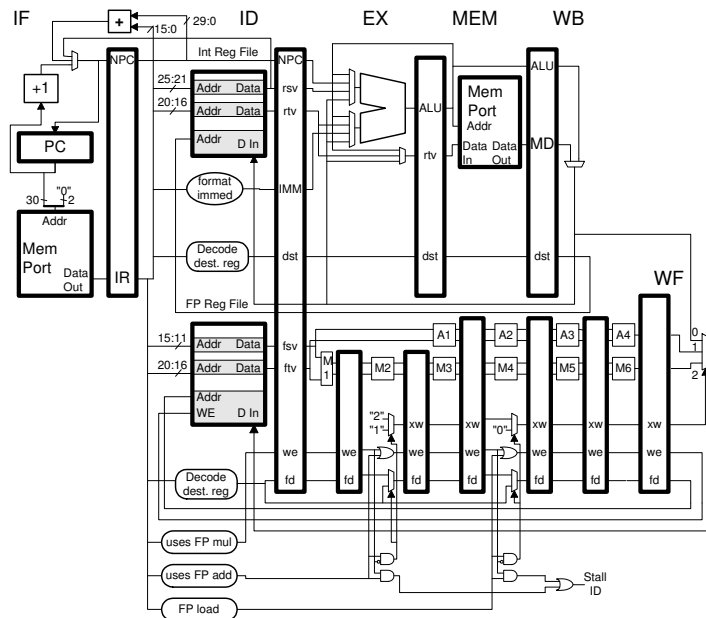 IF ID EX MEM WB
29:0
15:0
+
Int Reg File
NPC NPC ALU
25:21
Addr Data rsv
+1
20:16
Addr Data rtv
ALU
Mem
Port
Addr
PC
Addr D In
rtv
Data
In
Data
Out
MD
"0"
30 2
format
immed
IMM
Addr
Mem
Port
Data
Out
IR
Decode
dest. reg
dst dst dst
FP Reg File
WF
15:11
Addr Data fsv
A1 A2 A3 A4
0
1
2
20:16
Addr Data ftv
M
1
M2 M3 M4 M5 M6
Addr
WE D In
"2"
"1"
xw xw
"0"
xw xw
we we we we we we
Decode
dest. reg
fd fd fd fd fd fd
uses FP mul
uses FP add
FP load
Stall
ID